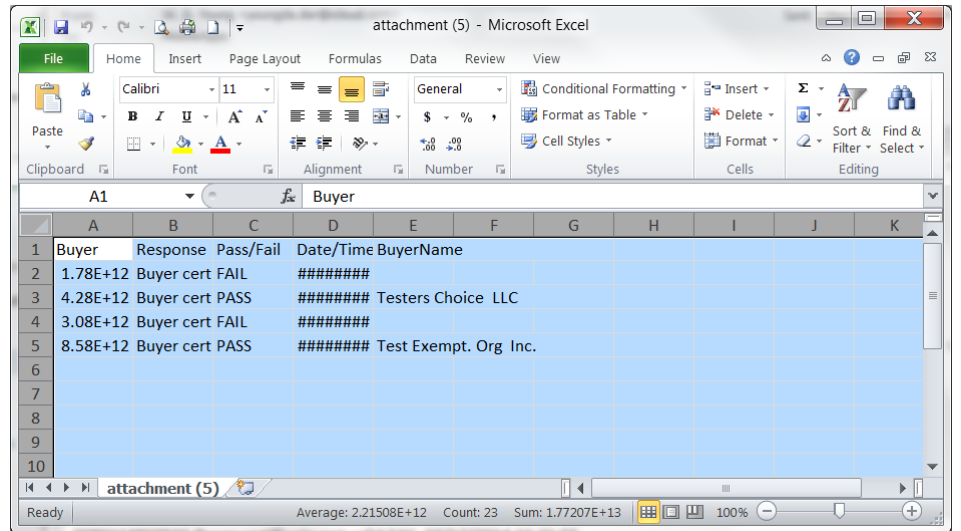 attachment (5) - Microsoft Excel
File Home Insert Page Layout Formulas Data Review View
Paste
Calibri 11
B I U A A
A
General
$ % ,
.00 .0
Conditional Formatting
Format as Table
Cell Styles
Insert
Delete
Format
Σ
Sort & Filter
Find & Select
Clipboard Font Alignment Number Styles Cells Editing
A1 fx Buyer
A B C D E F G H I J K
1 Buyer Response Pass/Fail Date/Time BuyerName
2 1.78E+12 Buyer cert FAIL ########
3 4.28E+12 Buyer cert PASS ######## Testers Choice LLC
4 3.08E+12 Buyer cert FAIL ########
5 8.58E+12 Buyer cert PASS ######## Test Exempt. Org Inc.
6
7
8
9
10
attachment (5)
Ready Average: 2.21508E+12 Count: 23 Sum: 1.77207E+13 100%